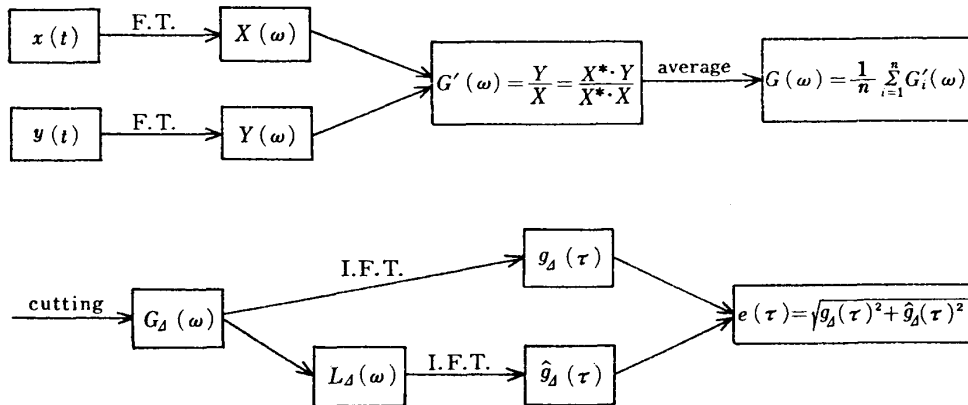 x(t) F.T. X(ω)
G′(ω)=Y/X=X*·Y/X*·X average G(ω)=1/n Σ_{i=1}^{n} G′_i(ω)
y(t) F.T. Y(ω)
I.F.T. g_Δ(τ)
cutting G_Δ(ω) e(τ)=√(g_Δ(τ)²+ĝ_Δ(τ)²)
L_Δ(ω) I.F.T. ĝ_Δ(τ)